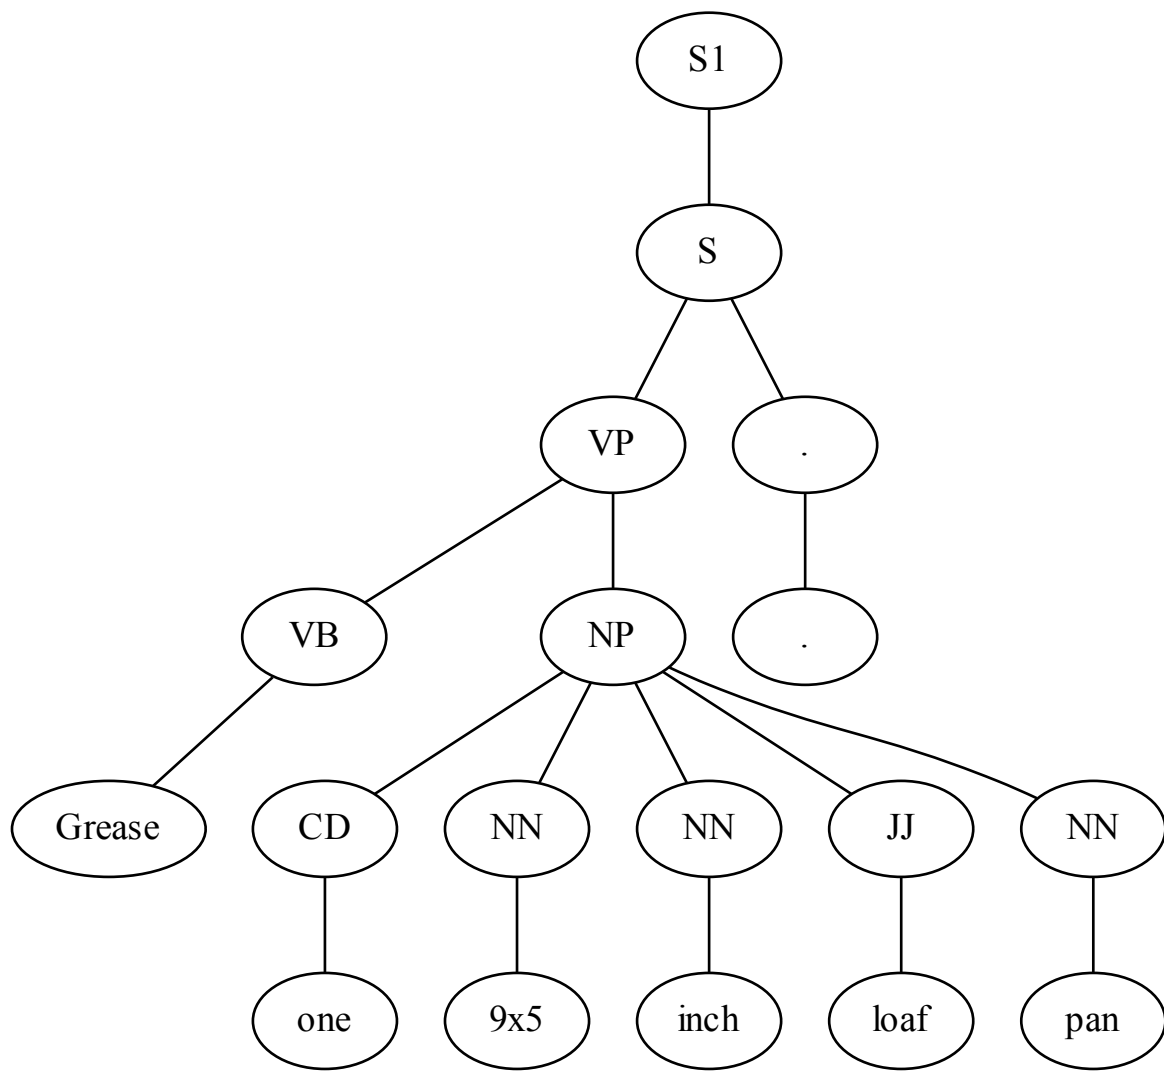 S1
S
VP .
VB NP .
Grease CD NN NN JJ NN
one 9x5 inch loaf pan